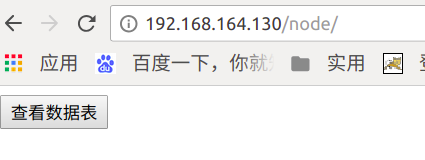 192.168.164.130/node/
应用 百度一下，你就 实用
查看数据表